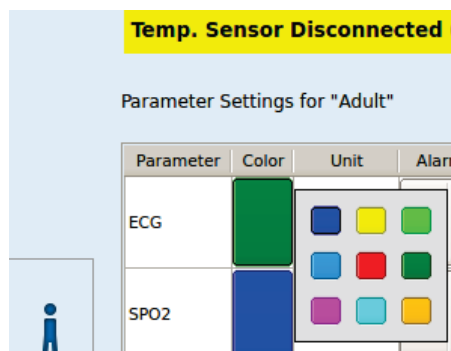 Temp. Sensor Disconnected
Parameter Settings for "Adult"
Parameter Color Unit
ECG
SPO2